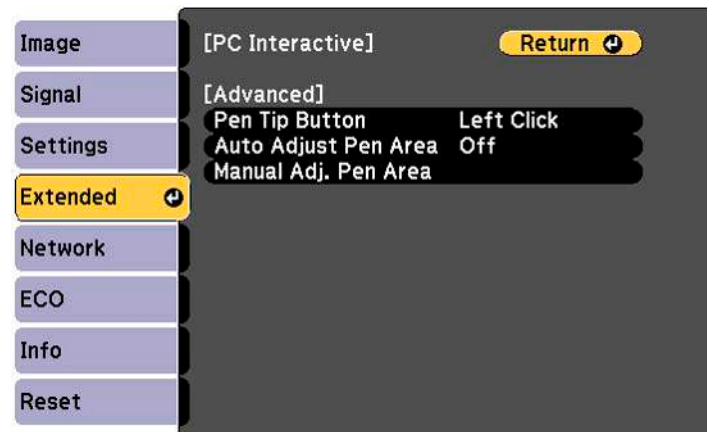 Image
Signal
Settings
Extended
Network
ECO
Info
Reset
[PC Interactive] Return
[Advanced]
Pen Tip Button Left Click
Auto Adjust Pen Area Off
Manual Adj. Pen Area